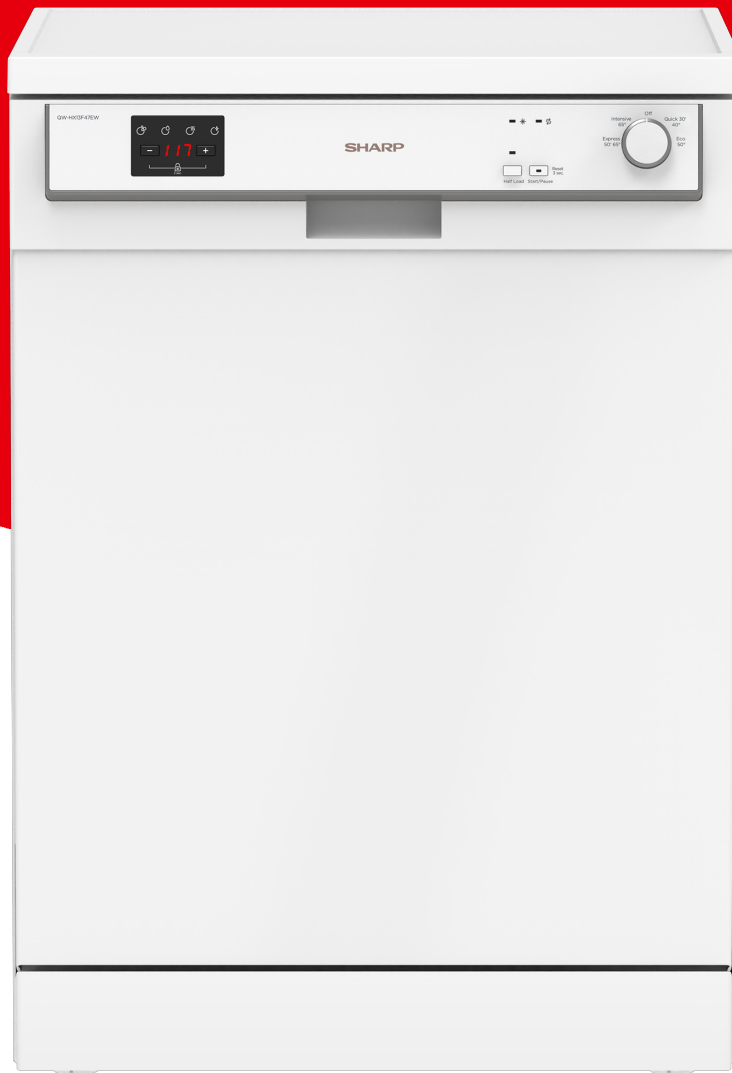 QW-HX13F47EW
117
SHARP
Half Load
Start/Pause
Reset
3 sec.
Off
Intensive
65°
Quick 30'
40°
Express
50' 65°
Eco
50°